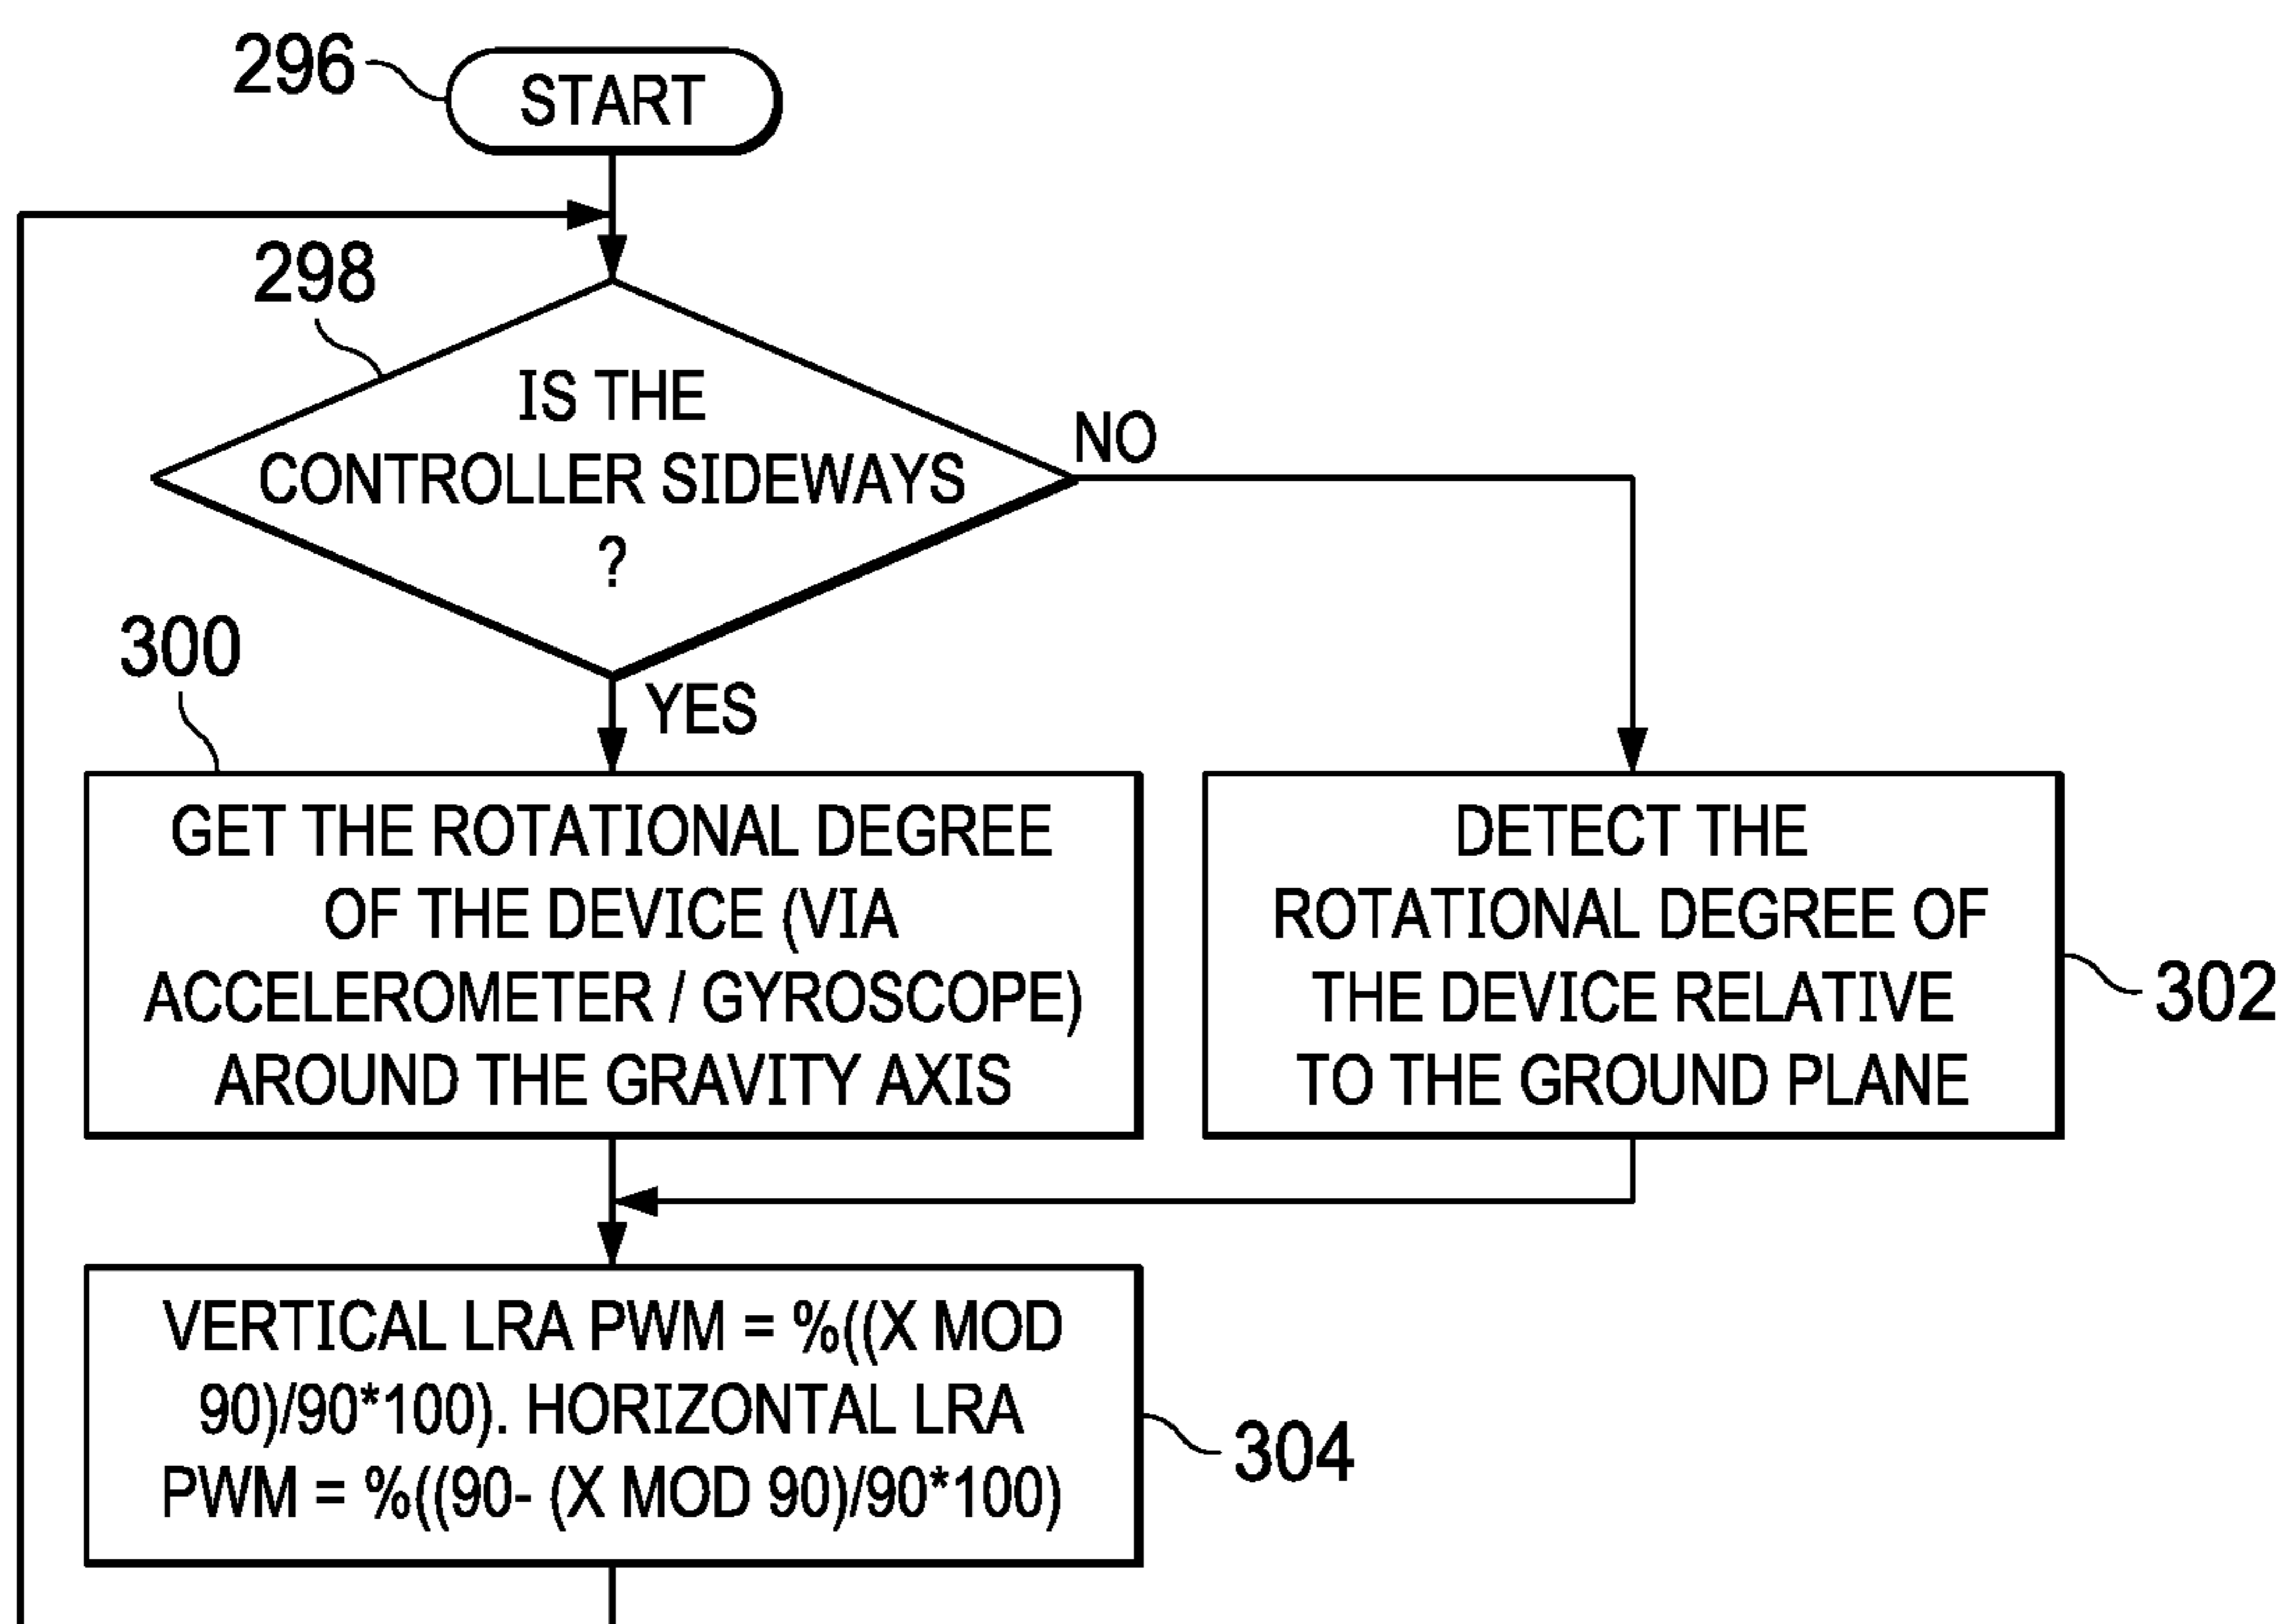 296
START
298
IS THE
CONTROLLER SIDEWAYS
?
NO
YES
300
GET THE ROTATIONAL DEGREE
OF THE DEVICE (VIA
ACCELEROMETER / GYROSCOPE)
AROUND THE GRAVITY AXIS
DETECT THE
ROTATIONAL DEGREE OF
THE DEVICE RELATIVE
TO THE GROUND PLANE
302
VERTICAL LRA PWM = %((X MOD
90)/90*100). HORIZONTAL LRA
PWM = %((90- (X MOD 90)/90*100)
304